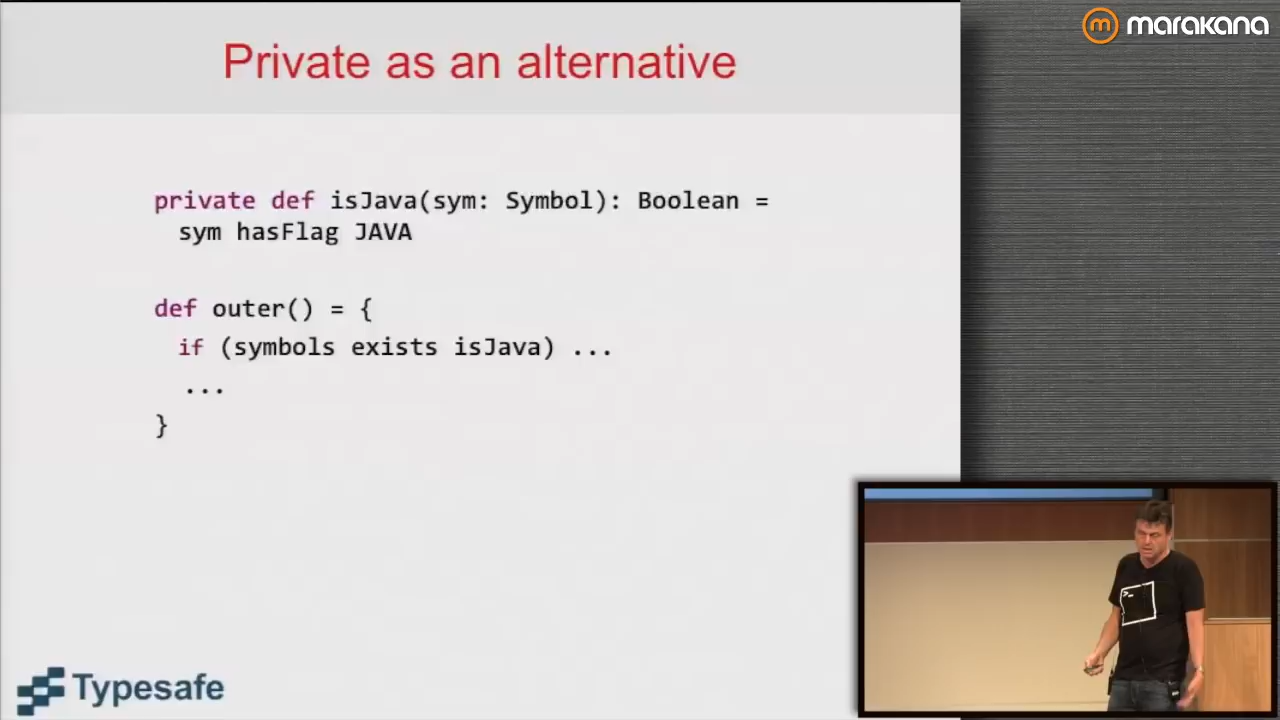 marakana
Private as an alternative
private def isJava(sym: Symbol): Boolean =
sym hasFlag JAVA
def outer() = {
if (symbols exists isJava) ...
...
}
>_
Typesafe